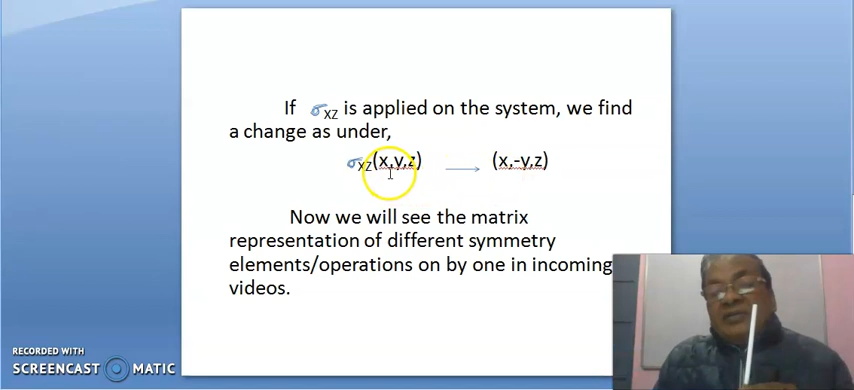 If σXZ is applied on the system, we find
a change as under,
σXZ(x,y,z) → (x,-y,z)
Now we will see the matrix
representation of different symmetry
elements/operations on by one in incoming
videos.
RECORDED WITH
SCREENCAST MATIC